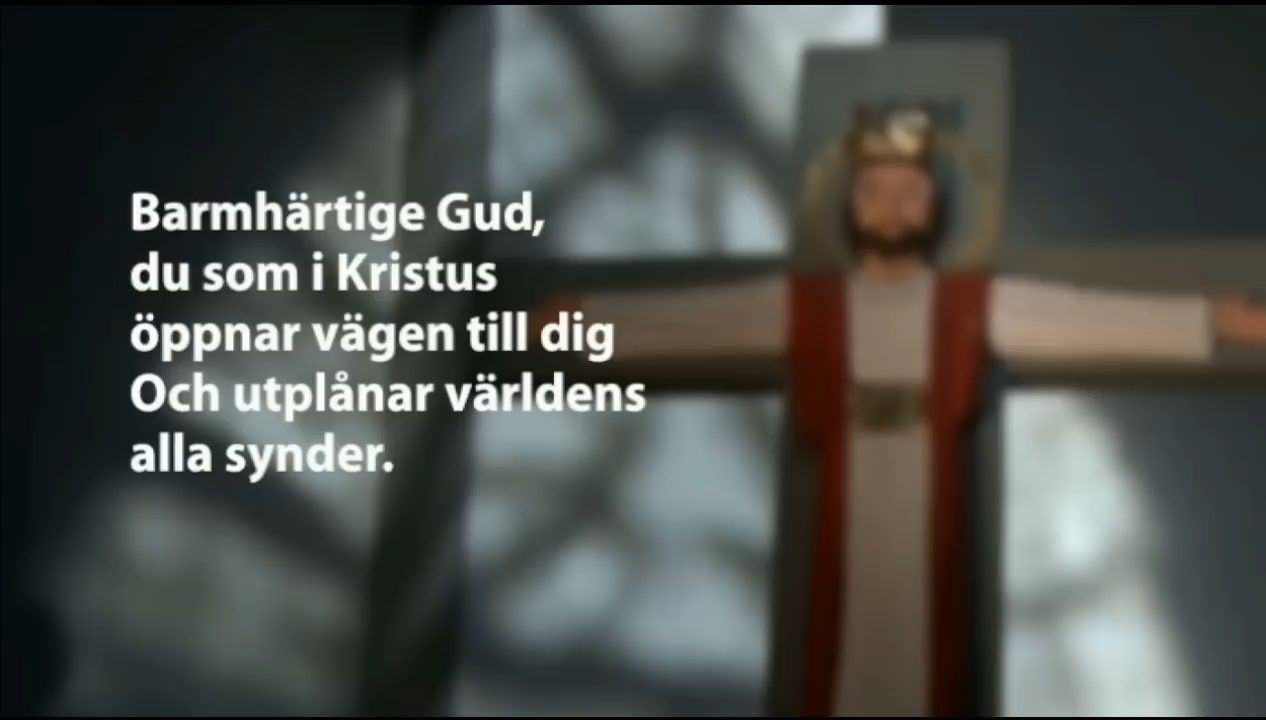 Barmhärtige Gud,
du som i Kristus
öppnar vägen till dig
Och utplånar världens
alla synder.